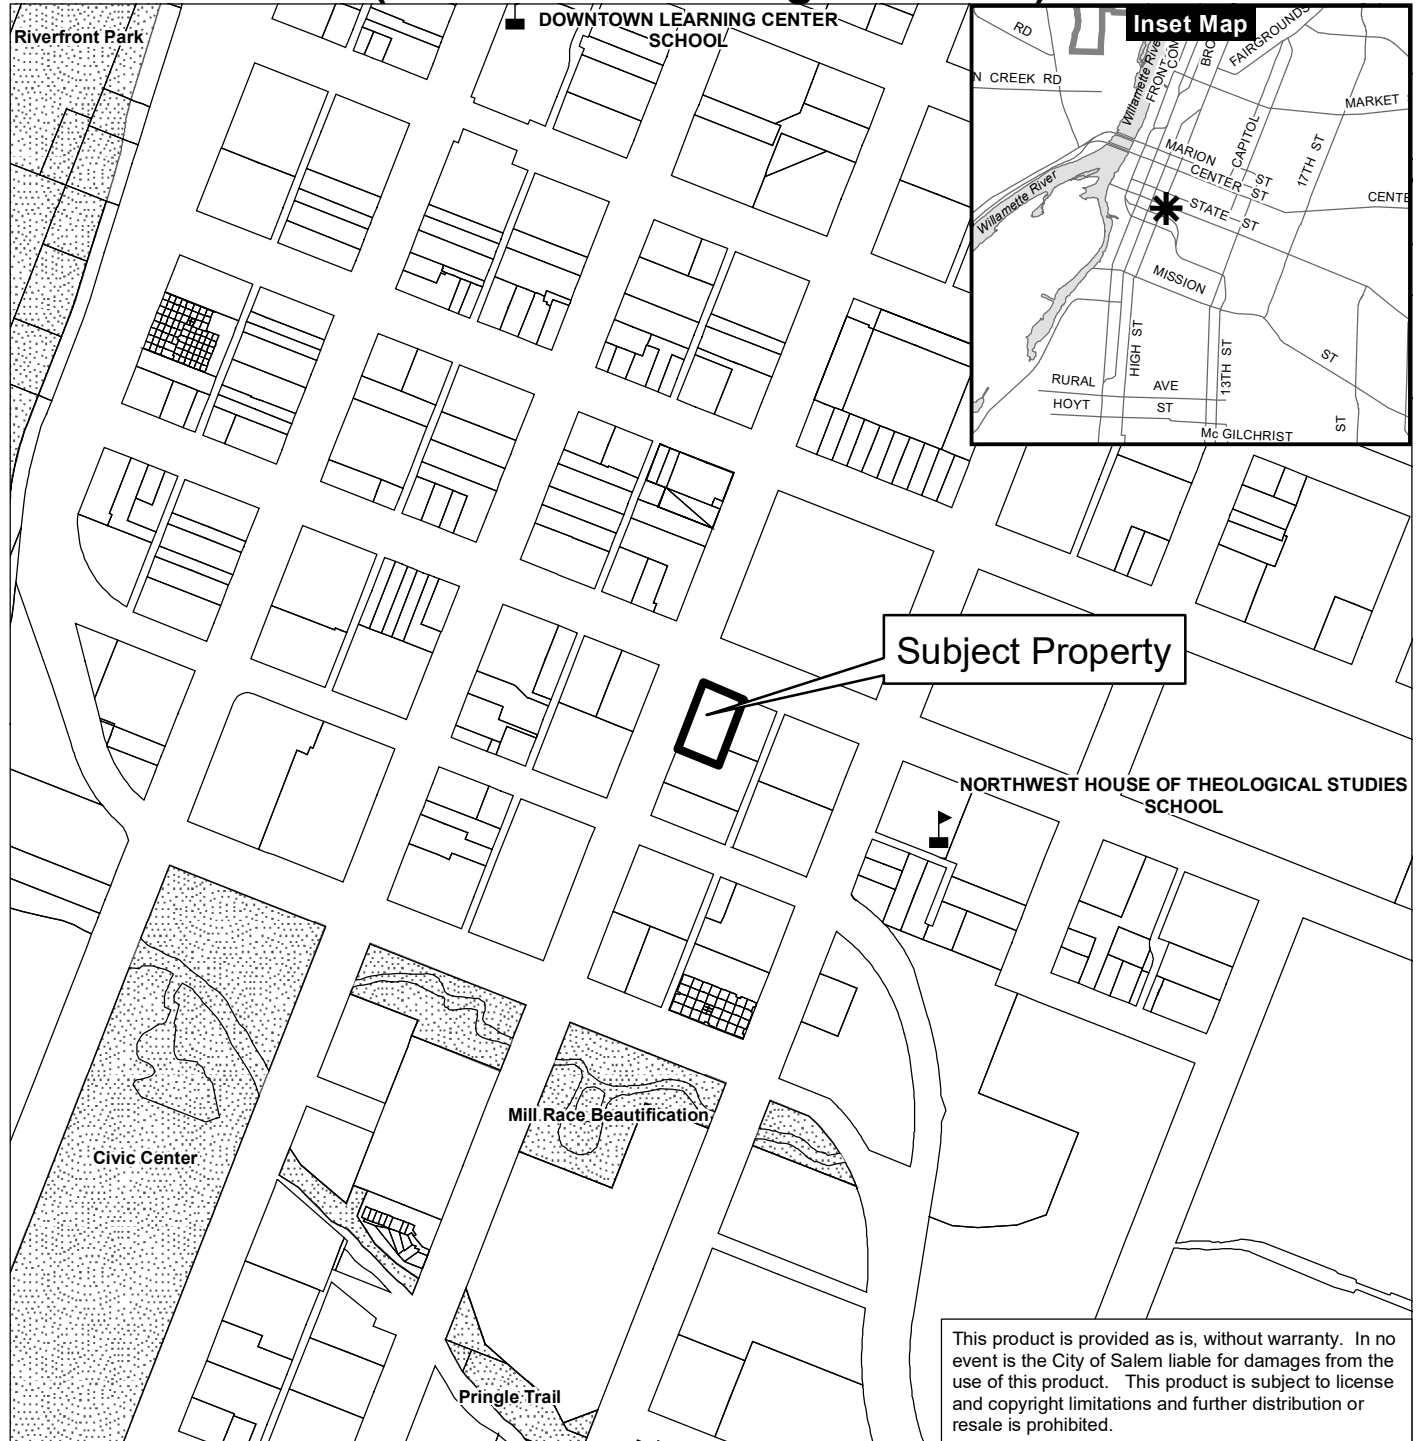 DOWNTOWN LEARNING CENTER
SCHOOL
Riverfront Park
Inset Map
RD
FAIRGROUNDS
N CREEK RD
Willamette River
FRONT
COM
BRO
MARKET
CAPITOL
17TH ST
MARION ST
CENTER ST
CENTE
STATE ST
Willamette River
MISSION
ST
HIGH ST
13TH ST
RURAL AVE
HOYT ST
ST
Mc GILCHRIST
Subject Property
NORTHWEST HOUSE OF THEOLOGICAL STUDIES
SCHOOL
Mill Race Beautification
Civic Center
Pringle Trail
This product is provided as is, without warranty. In no
event is the City of Salem liable for damages from the
use of this product. This product is subject to license
and copyright limitations and further distribution or
resale is prohibited.